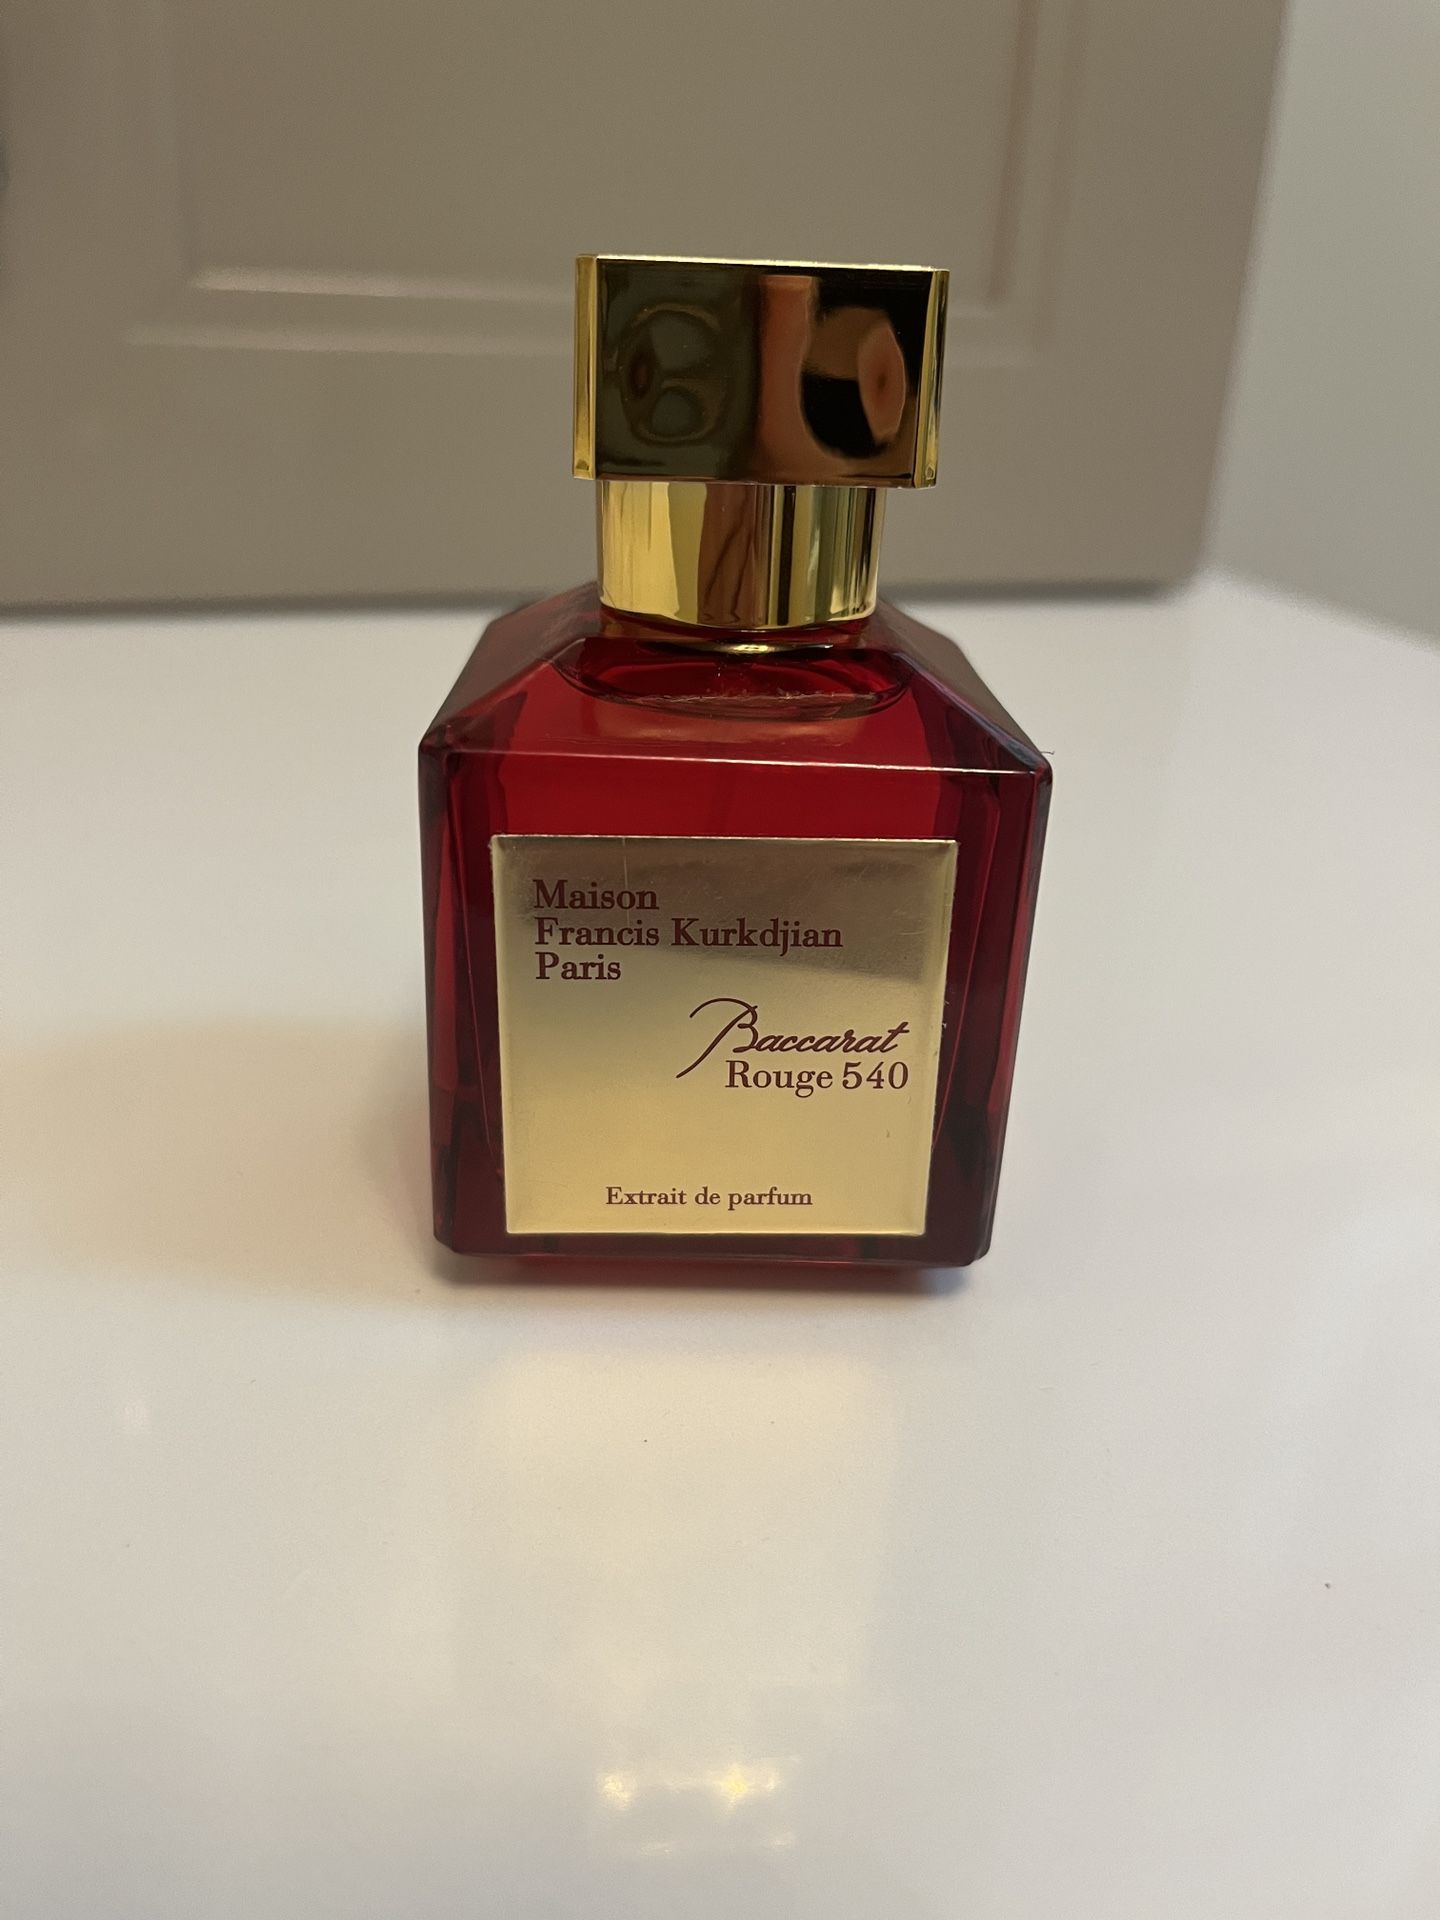 Maison
Francis Kurkdjian
Paris
Baccarat
Rouge 540
Extrait de parfum